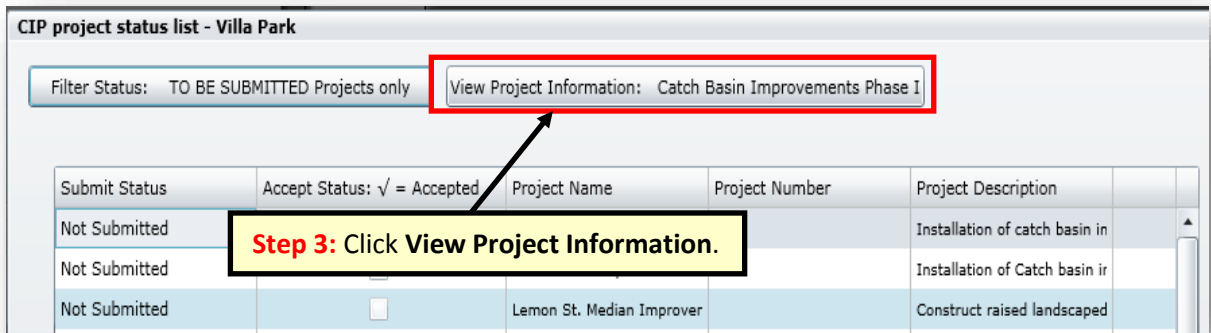 CIP project status list - Villa Park
Filter Status: TO BE SUBMITTED Projects only View Project Information: Catch Basin Improvements Phase I
Submit Status Accept Status: √ = Accepted Project Name Project Number Project Description
Not Submitted Installation of catch basin in
Step 3: Click View Project Information.
Not Submitted Installation of Catch basin ir
Not Submitted Lemon St. Median Improver Construct raised landscaped